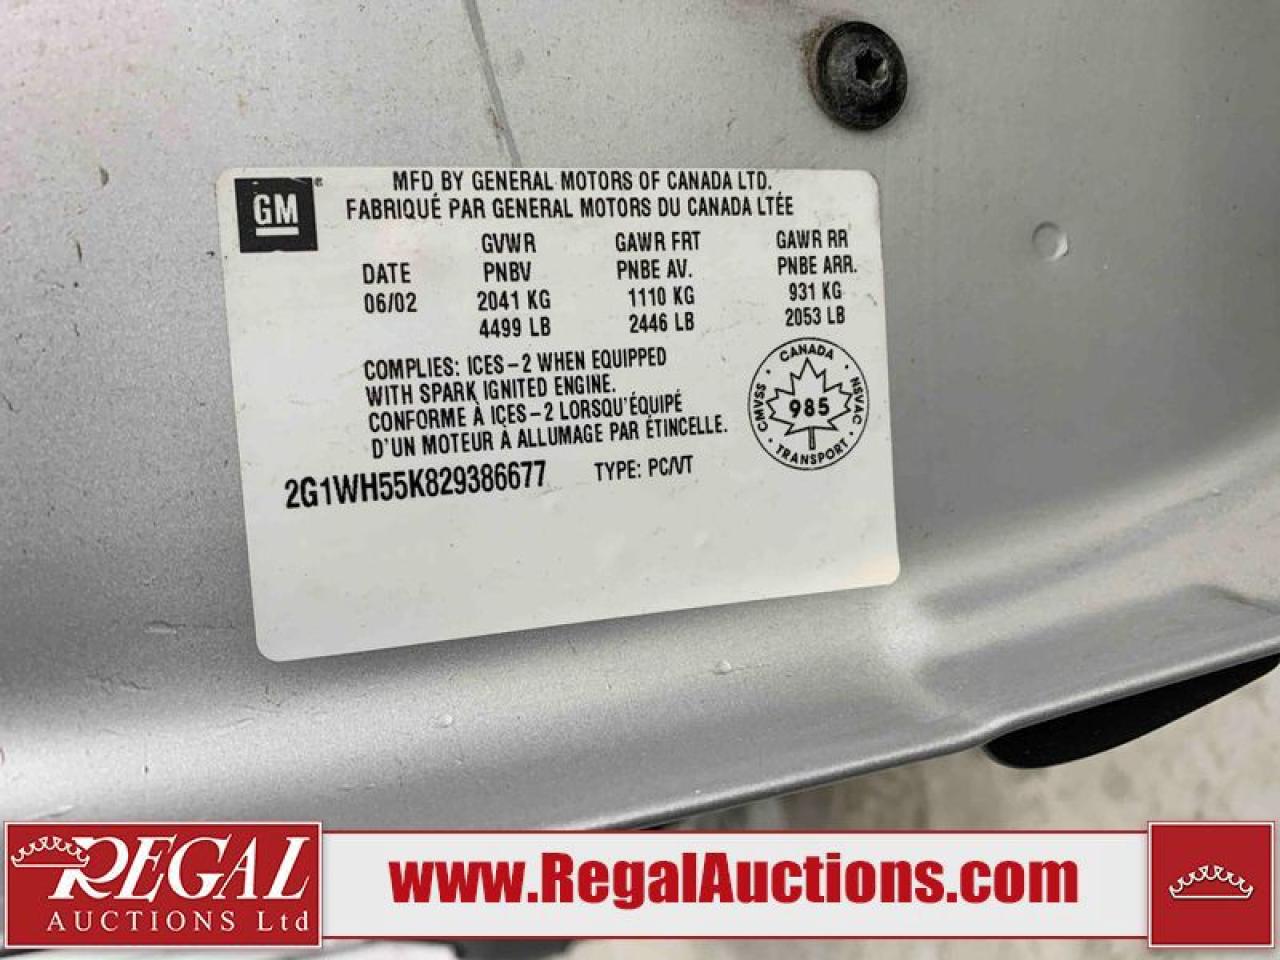 GM
MFD BY GENERAL MOTORS OF CANADA LTD.
FABRIQUÉ PAR GENERAL MOTORS DU CANADA LTÉE
GVWR GAWR FRT GAWR RR
DATE PNBV PNBE AV. PNBE ARR.
06/02 2041 KG 1110 KG 931 KG
4499 LB 2446 LB 2053 LB
COMPLIES: ICES-2 WHEN EQUIPPED
WITH SPARK IGNITED ENGINE.
CONFORME À ICES-2 LORSQU'ÉQUIPÉ
D'UN MOTEUR À ALLUMAGE PAR ÉTINCELLE.
CANADA
CMVSS 985 NSVAC
TRANSPORT
2G1WH55K829386677 TYPE: PC/VT
REGAL
AUCTIONS Ltd
www.RegalAuctions.com